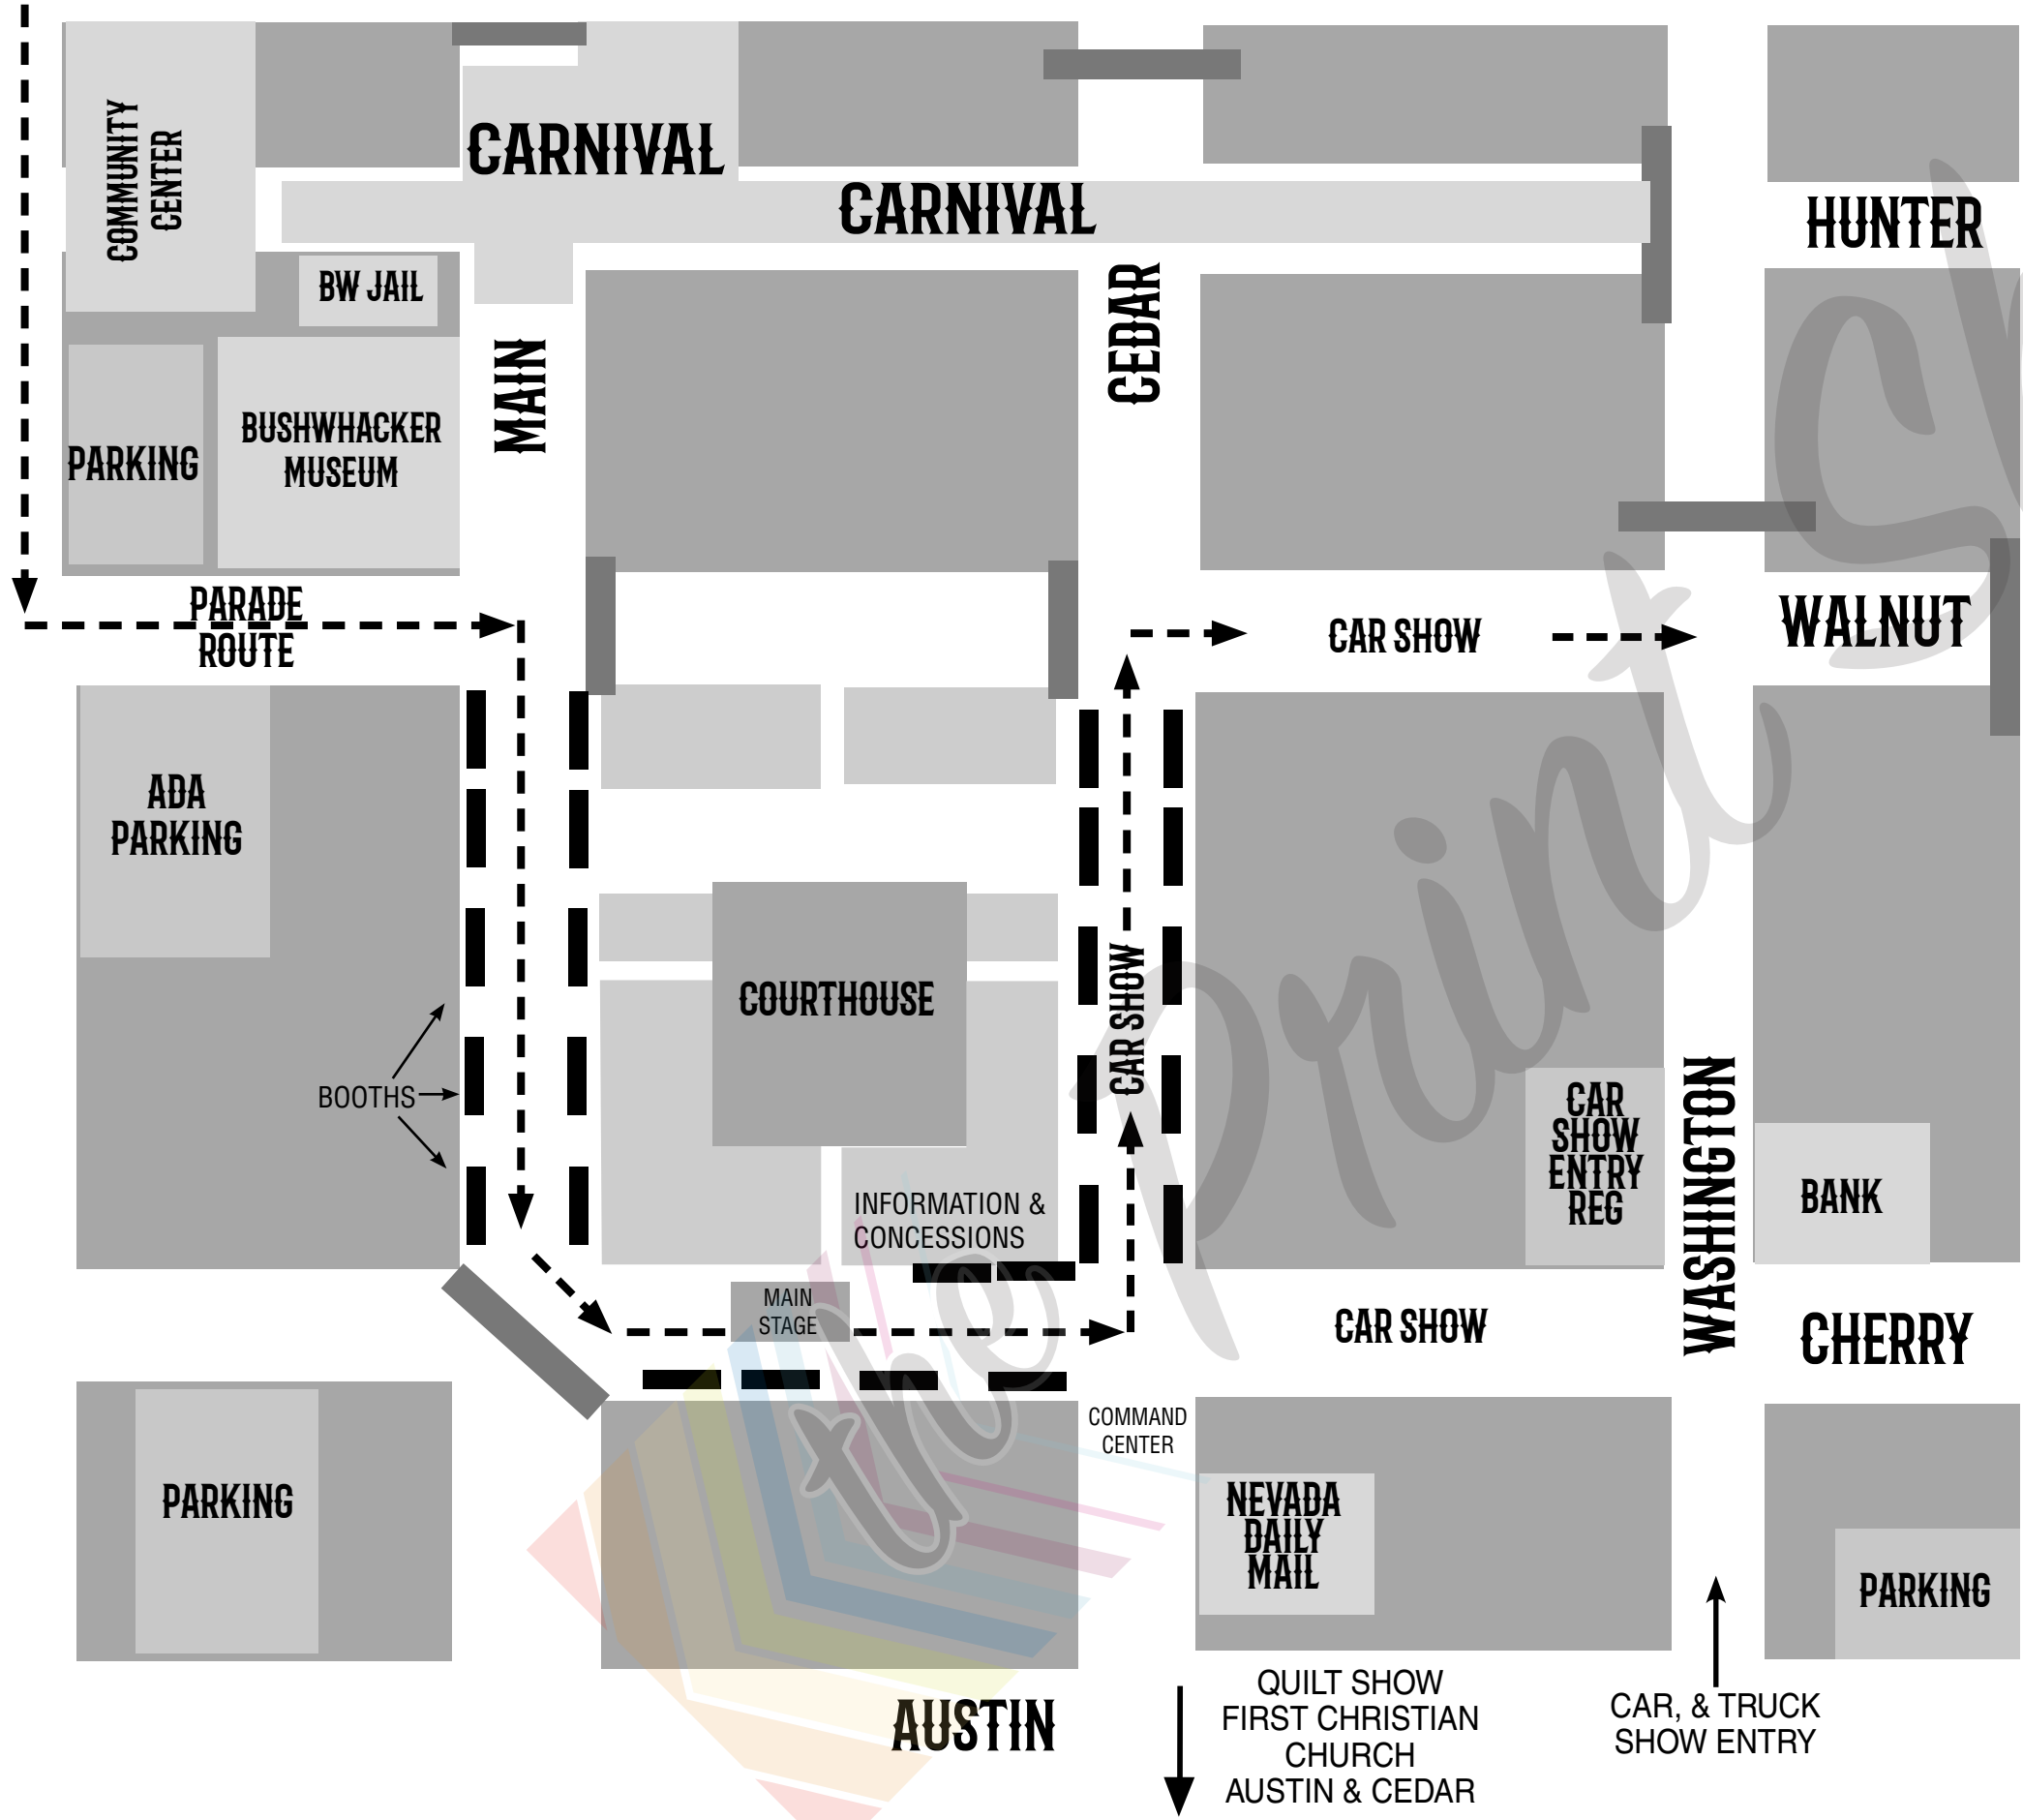 COMMUNITY
CENTER
CARNIVAL
CARNIVAL
HUNTER
BW JAIL
CEDAR
MAIN
BUSHWHACKER
MUSEUM
PARKING
PARADE
ROUTE
CAR SHOW
WALNUT
ADA
PARKING
COURTHOUSE
CAR SHOW
BOOTHS
CAR
SHOW
ENTRY
REG
WASHINGTON
BANK
INFORMATION &
CONCESSIONS
MAIN
STAGE
CAR SHOW
CHERRY
COMMAND
CENTER
PARKING
NEVADA
DAILY
MAIL
PARKING
AUSTIN
QUILT SHOW
FIRST CHRISTIAN
CHURCH
AUSTIN & CEDAR
CAR, & TRUCK
SHOW ENTRY
the Print